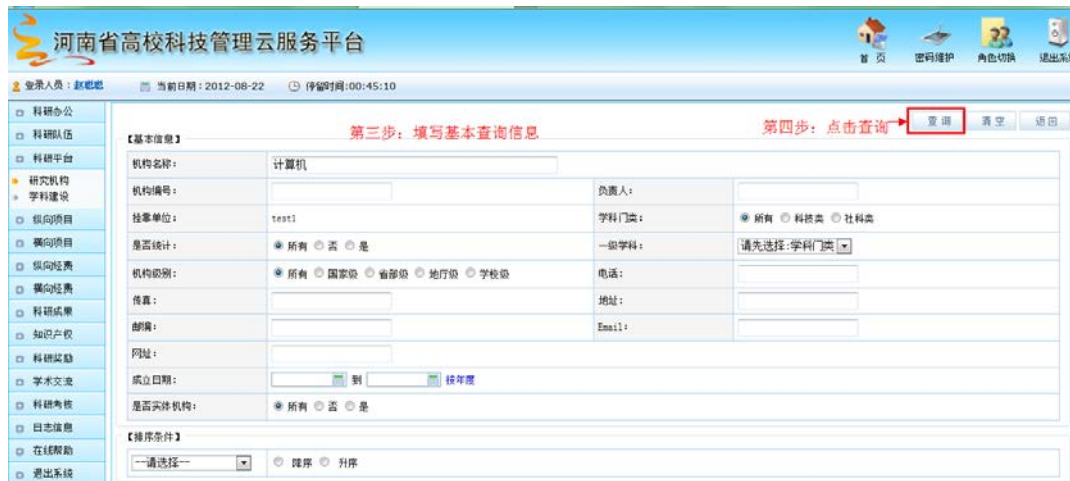 河南省高校科技管理云服务平台
首 页 密码维护 角色切换 退出系
登录人员：赵聪聪 当前日期：2012-08-22 停留时间:00:45:10
科研办公
科研队伍
科研平台
研究机构
学科建设
纵向项目
横向项目
纵向经费
横向经费
科研成果
知识产权
科研奖励
学术交流
科研考核
日志信息
在线帮助
退出系统
第三步：填写基本查询信息 第四步：点击查询 查 询 清 空 返 回
【基本信息】
机构名称： 计算机
机构编号： 负责人：
挂靠单位： test1 学科门类： 所有 科技类 社科类
是否统计： 所有 否 是 一级学科： 请先选择:学科门类
机构级别： 所有 国家级 省部级 地厅级 学校级 电话：
传真： 地址：
邮编： Email：
网址：
成立日期： 到 按年度
是否实体机构： 所有 否 是
【排序条件】
--请选择-- 降序 升序